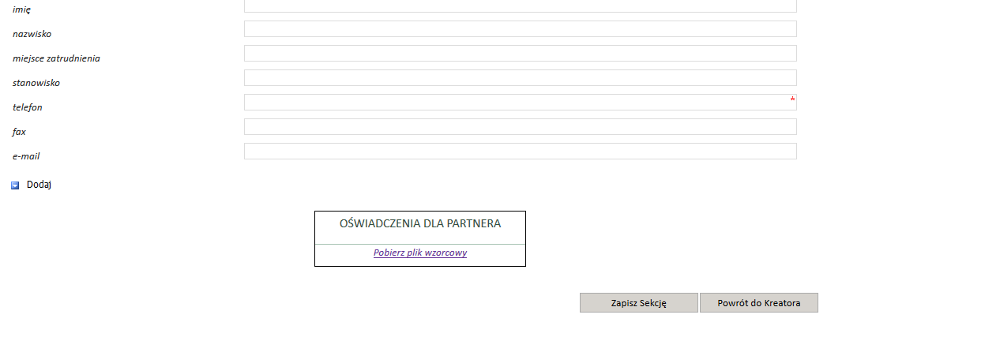 imię
nazwisko
miejsce zatrudnienia
stanowisko
telefon
*
fax
e-mail
Dodaj
OŚWIADCZENIA DLA PARTNERA
Pobierz plik wzorcowy
Zapisz Sekcję
Powrót do Kreatora